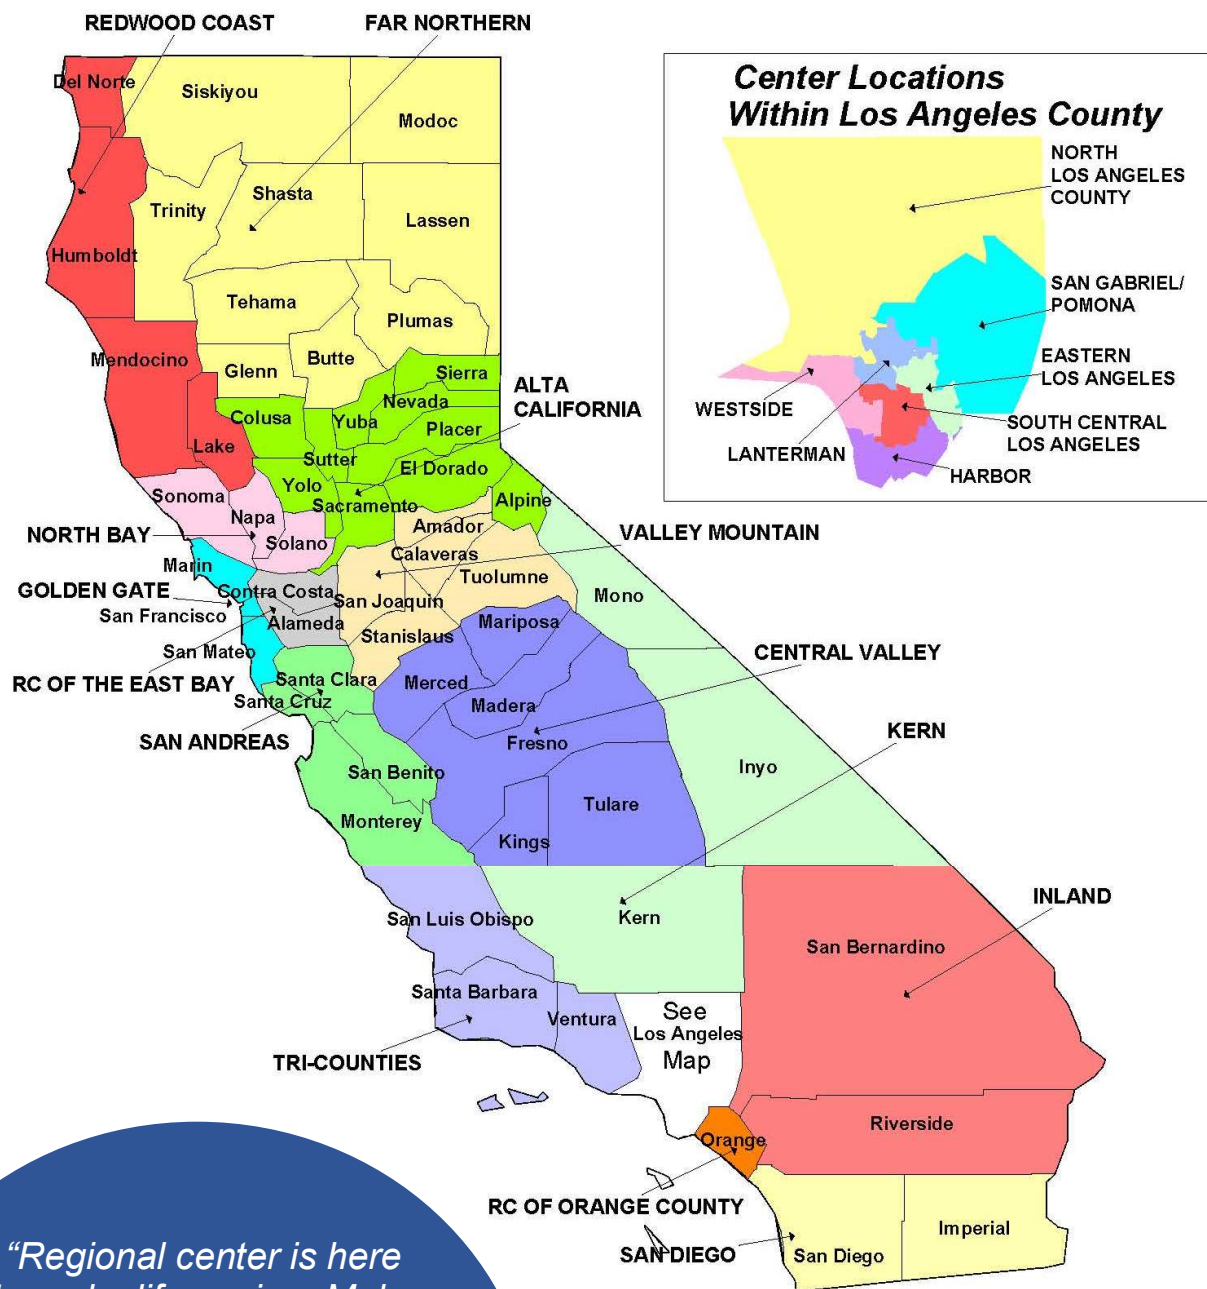 REDWOOD COAST
FAR NORTHERN
Del Norte
Siskiyou
Modoc
Trinity
Shasta
Lassen
Humboldt
Tehama
Plumas
Mendocino
Glenn
Butte
Sierra
Nevada
Colusa
Yuba
Placer
Lake
Sutter
El Dorado
Yolo
Sacramento
Alpine
ALTA
CALIFORNIA
Sonoma
Napa
Solano
Amador
Calaveras
Tuolumne
NORTH BAY
VALLEY MOUNTAIN
Marin
GOLDEN GATE
Contra Costa
San Joaquin
San Francisco
Alameda
Stanislaus
Mono
Mariposa
San Mateo
RC OF THE EAST BAY
Santa Clara
Merced
CENTRAL VALLEY
Santa Cruz
Madera
SAN ANDREAS
Fresno
KERN
San Benito
Inyo
Monterey
Tulare
Kings
INLAND
San Luis Obispo
Kern
San Bernardino
Santa Barbara
Ventura
See
Los Angeles
Map
TRI-COUNTIES
Orange
Riverside
RC OF ORANGE COUNTY
SAN DIEGO
San Diego
Imperial
Center Locations
Within Los Angeles County
NORTH
LOS ANGELES
COUNTY
SAN GABRIEL/
POMONA
EASTERN
LOS ANGELES
WESTSIDE
SOUTH CENTRAL
LOS ANGELES
LANTERMAN
HARBOR
“Regional center is here